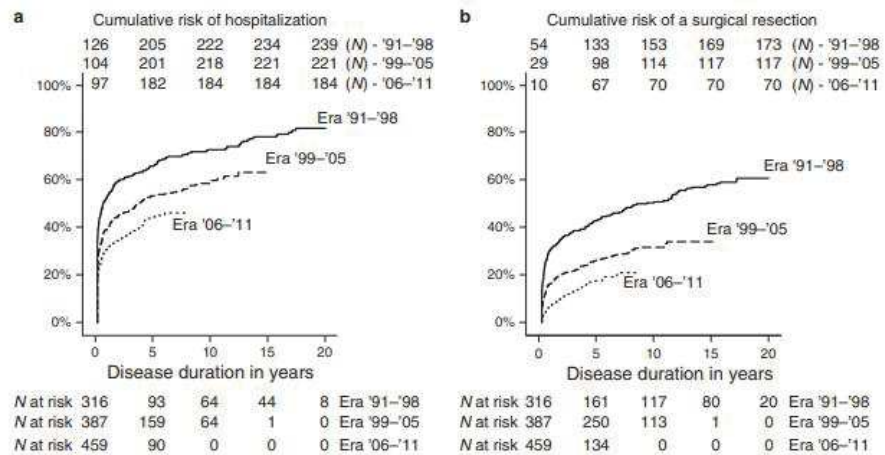 a Cumulative risk of hospitalization
126 205 222 234 239 (N) - '91–'98
104 201 218 221 221 (N) - '99–'05
100% 97 182 184 184 184 (N) - '06–'11
80%
60%
40%
20%
0%
Era '91–'98
Era '99–'05
Era '06–'11
0 5 10 15 20
Disease duration in years
N at risk 316 93 64 44 8 Era '91–'98
N at risk 387 159 64 1 0 Era '99–'05
N at risk 459 90 0 0 0 Era '06–'11
b Cumulative risk of a surgical resection
54 133 153 169 173 (N) - '91–'98
29 98 114 117 117 (N) - '99–'05
100% 10 67 70 70 70 (N) - '06–'11
80%
60%
40%
20%
0%
Era '91–'98
Era '99–'05
Era '06–'11
0 5 10 15 20
Disease duration in years
N at risk 316 161 117 80 20 Era '91–'98
N at risk 387 250 113 1 0 Era '99–'05
N at risk 459 134 0 0 0 Era '06–'11